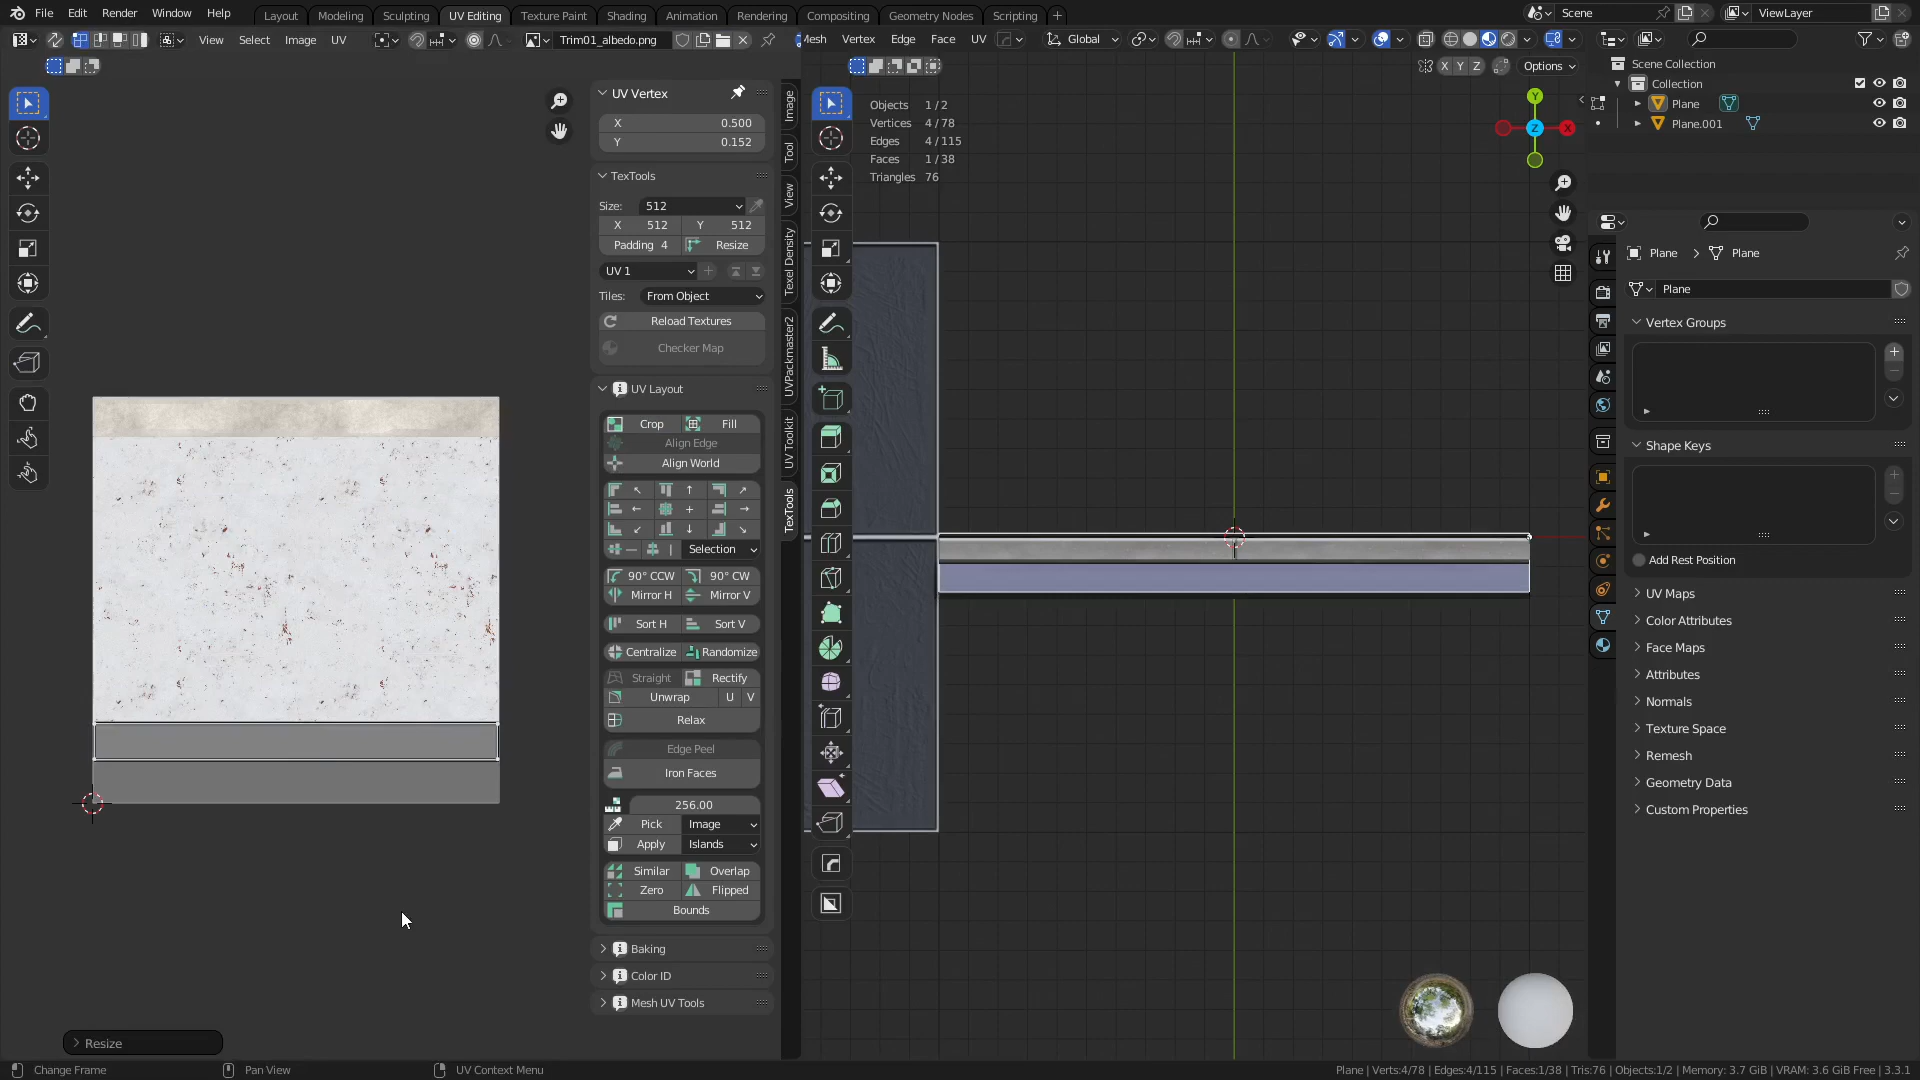 File Edit Render Window Help Layout Modeling Sculpting UV Editing Texture Paint Shading Animation Rendering Compositing Geometry Nodes Scripting + Scene ViewLayer
View Select Image UV Trim01_albedo.png Mesh Vertex Edge Face UV Global
X Y Z Options
UV Vertex
X 0.500
Y 0.152
TexTools
Size: 512
X 512 Y 512
Padding 4 Resize
UV 1
Tiles: From Object
Reload Textures
Checker Map
UV Layout
Crop Fill
Align Edge
Align World
Selection
90° CCW 90° CW
Mirror H Mirror V
Sort H Sort V
Centralize Randomize
Straight Rectify
Unwrap U V
Relax
Edge Peel
Iron Faces
256.00
Pick Image
Apply Islands
Similar Overlap
Zero Flipped
Bounds
Baking
Color ID
Mesh UV Tools
Image
Tool
View
Texel Density
UVPackmaster2
UV Toolkit
TexTools
Objects 1 / 2
Vertices 4 / 78
Edges 4 / 115
Faces 1 / 38
Triangles 76
Y
Z X
Scene Collection
Collection
Plane
Plane.001
Plane Plane
Plane
Vertex Groups
Shape Keys
Add Rest Position
UV Maps
Color Attributes
Face Maps
Attributes
Normals
Texture Space
Remesh
Geometry Data
Custom Properties
Resize
Change Frame Pan View UV Context Menu Plane | Verts:4/78 | Edges:4/115 | Faces:1/38 | Tris:76 | Objects:1/2 | Memory: 3.7 GiB | VRAM: 3.6 GiB Free | 3.3.1